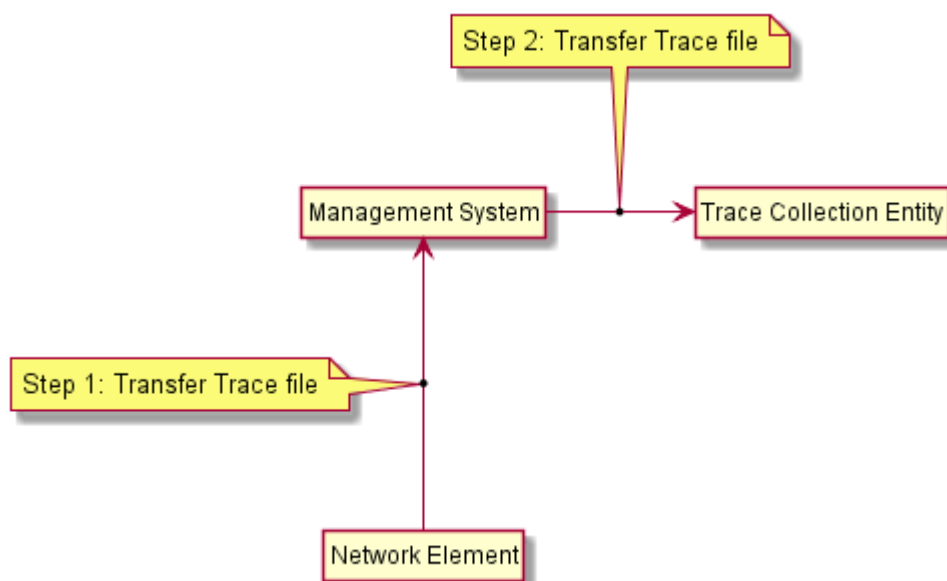 Step 2: Transfer Trace file
Management System
Trace Collection Entity
Step 1: Transfer Trace file
Network Element